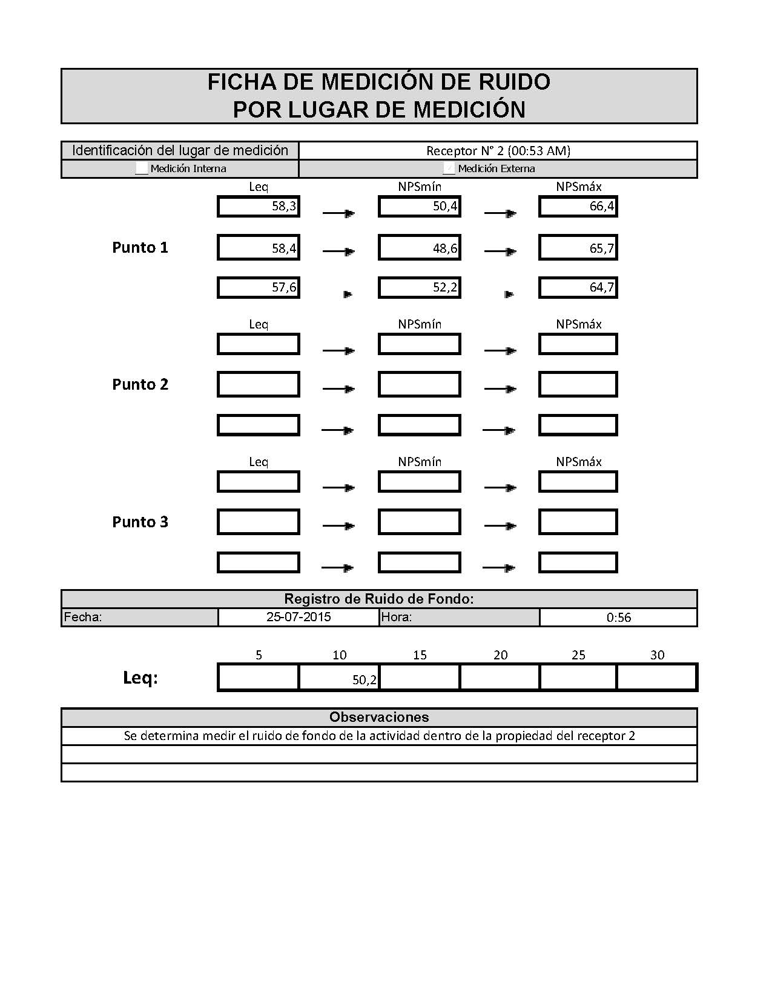 FICHA DE MEDICIÓN DE RUIDO
POR LUGAR DE MEDICIÓN
Identificación del lugar de medición Receptor N° 2 (00:53 AM)
Medición Interna Medición Externa
Leq NPSmín NPSmáx
58,3 50,4 66,4
Punto 1 58,4 48,6 65,7
57,6 52,2 64,7
Leq NPSmín NPSmáx
Punto 2
Leq NPSmín NPSmáx
Punto 3
Registro de Ruido de Fondo:
Fecha: 25-07-2015 Hora: 0:56
5 10 15 20 25 30
Leq: 50,2
Observaciones
Se determina medir el ruido de fondo de la actividad dentro de la propiedad del receptor 2